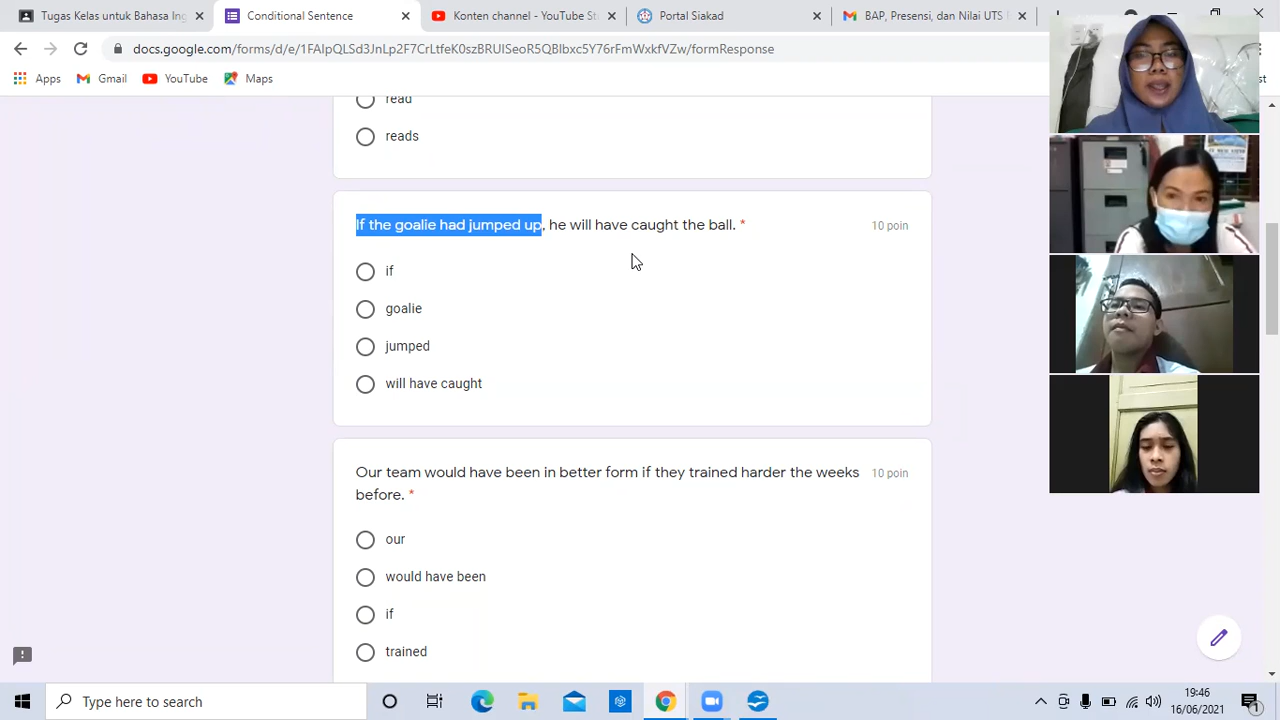 Tugas Kelas untuk Bahasa Ing
Conditional Sentence
Konten channel - YouTube St
Portal Siakad
BAP, Presensi, dan Nilai UTS
docs.google.com/forms/d/e/1FAIpQLSd3JnLp2F7CrLtfeK0szBRUISeoR5QBlbxc5Y76rFmWxkfVZw/formResponse
Apps
Gmail
YouTube
Maps
st
read
reads
If the goalie had jumped up, he will have caught the ball. *
10 poin
if
goalie
jumped
will have caught
Our team would have been in better form if they trained harder the weeks
before. *
10 poin
our
would have been
if
trained
Type here to search
19:46
16/06/2021
1